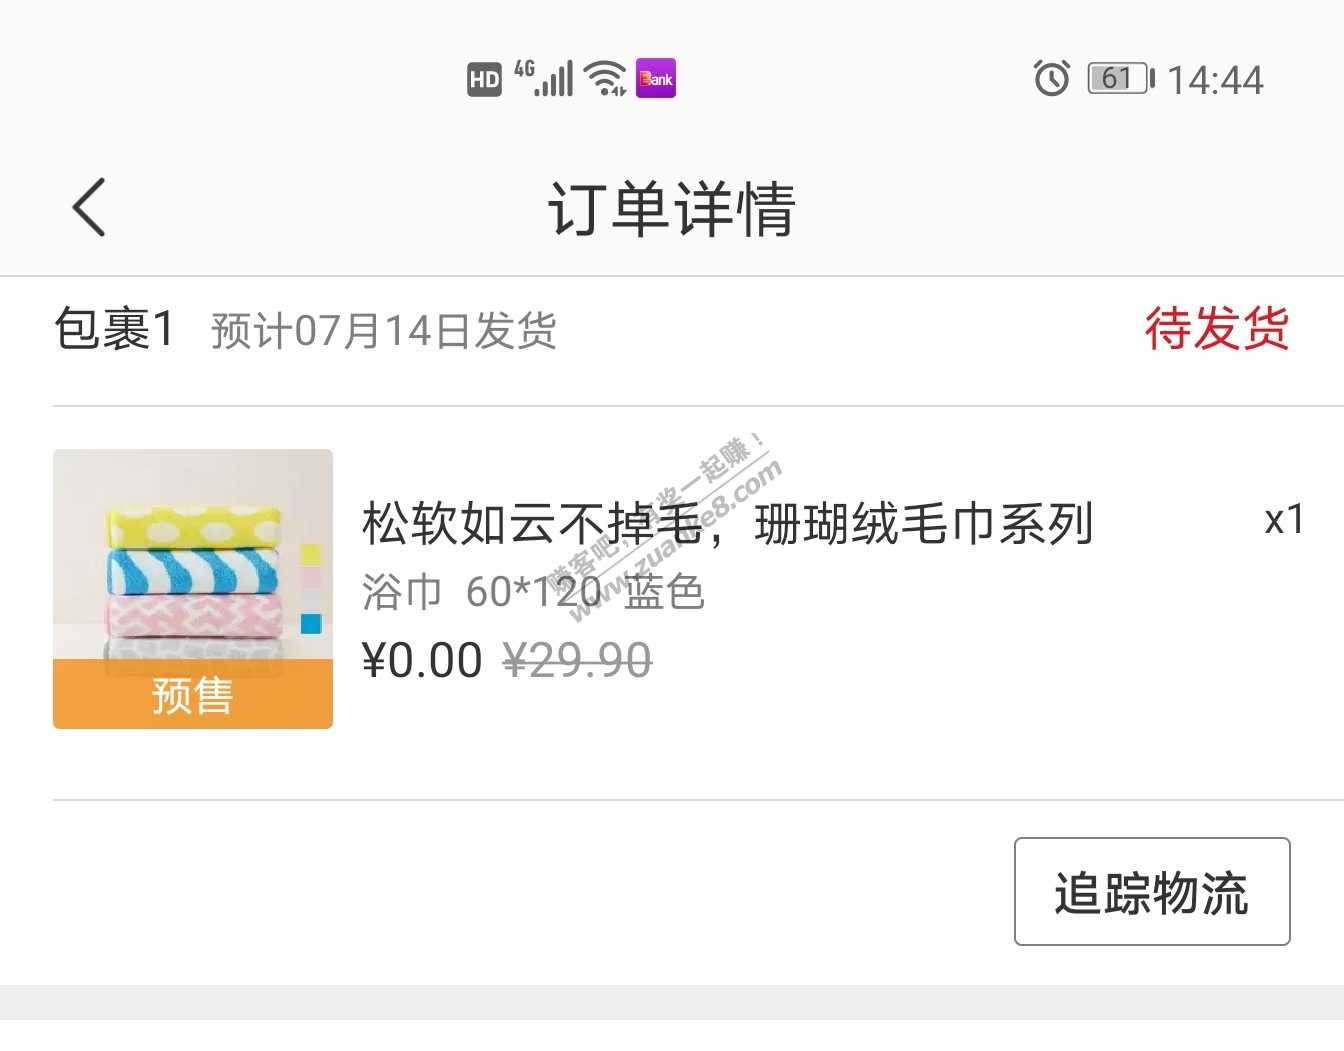 HD 4G Bank 61 14:44
订单详情
包裹1 预计07月14日发货 待发货
松软如云不掉毛，珊瑚绒毛巾系列 x1
浴巾 60*120 蓝色
¥0.00 ¥29.90
预售
追踪物流
赚客吧，有奖一起赚！
www.zuanke8.com